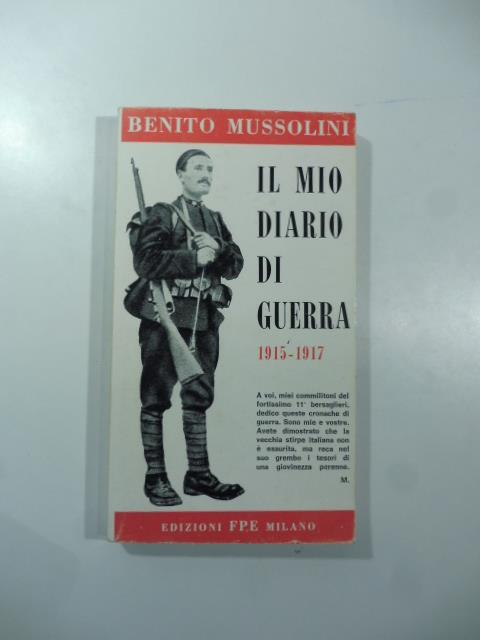 BENITO MUSSOLINI
IL MIO
DIARIO
DI
GUERRA
1915-1917
A voi, miei commilitoni del
fortissimo 11° bersaglieri,
dedico queste cronache di
guerra. Sono mie e vostre.
Avete dimostrato che la
vecchia stirpe italiana non
è esaurita, ma reca nel
suo grembo i tesori di
una giovinezza perenne.
M.
EDIZIONI FPE MILANO